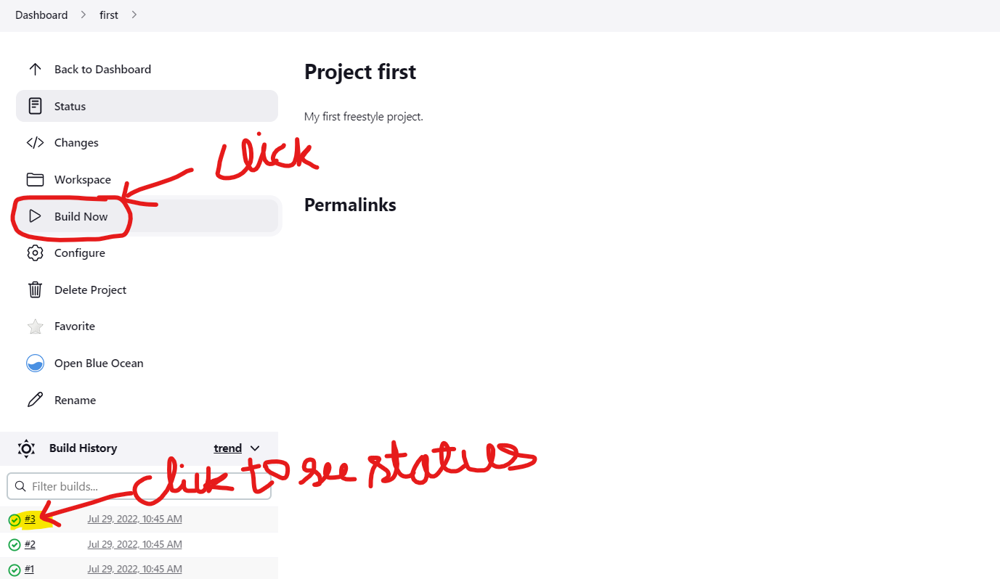 Dashboard > first >
Back to Dashboard
Status
Changes
Workspace
Build Now
Configure
Delete Project
Favorite
Open Blue Ocean
Rename
Project first
My first freestyle project.
click
Permalinks
Build History trend
click to see status
Filter builds...
#3 Jul 29, 2022, 10:45 AM
#2 Jul 29, 2022, 10:45 AM
#1 Jul 29, 2022, 10:45 AM